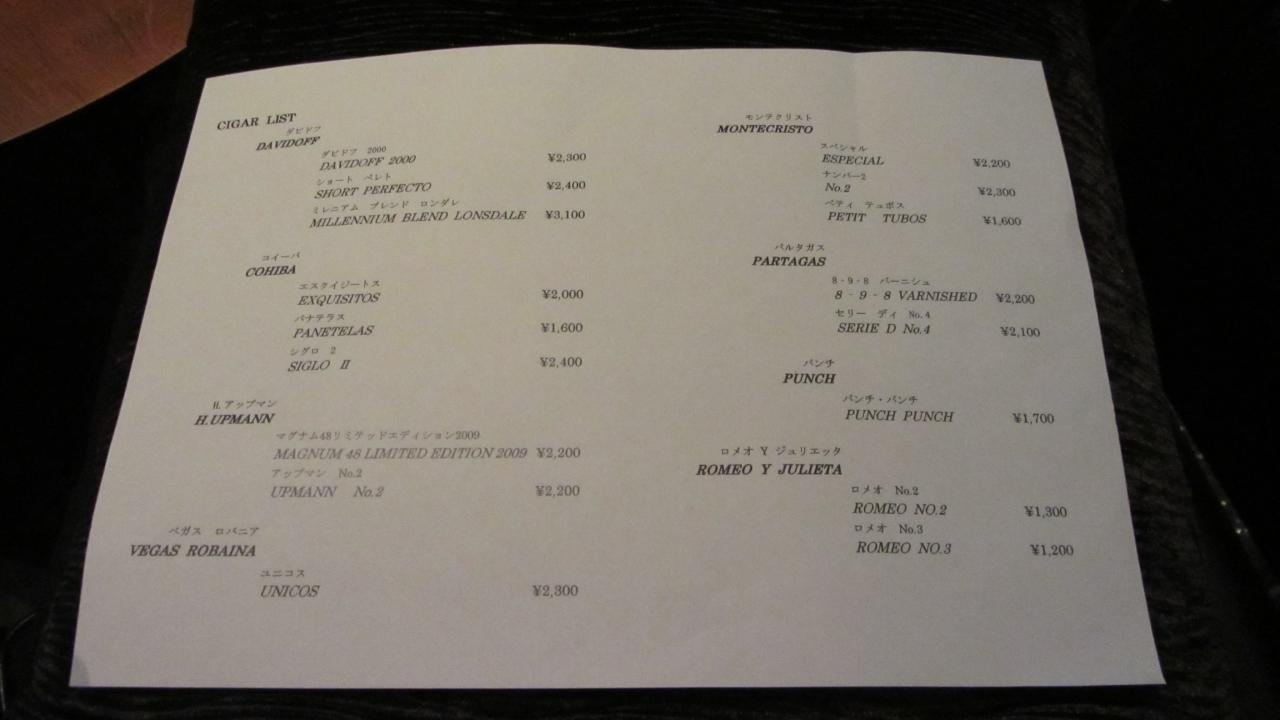 CIGAR LIST
ダビドフ
DAVIDOFF
ダビドフ 2000
DAVIDOFF 2000 ¥2,300
ショート ペレト
SHORT PERFECTO ¥2,400
ミレニアム ブレンド ロンダレ
MILLENNIUM BLEND LONSDALE ¥3,100
コイーバ
COHIBA
エスクイジートス
EXQUISITOS ¥2,000
パナテラス
PANETELAS ¥1,600
シグロ 2
SIGLO II ¥2,400
H.アップマン
H.UPMANN
マグナム48リミテッドエディション2009
MAGNUM 48 LIMITED EDITION 2009 ¥2,200
アップマン No.2
UPMANN No.2 ¥2,200
ベガス ロバニア
VEGAS ROBAINA
ユニコス
UNICOS ¥2,300
モンテクリスト
MONTECRISTO
スペシャル
ESPECIAL ¥2,200
ナンバー2
No.2 ¥2,300
ペティ テュボス
PETIT TUBOS ¥1,600
パルタガス
PARTAGAS
8・9・8 バーニシュ
8 - 9 - 8 VARNISHED ¥2,200
セリー ディ No.4
SERIE D No.4 ¥2,100
パンチ
PUNCH
パンチ・パンチ
PUNCH PUNCH ¥1,700
ロメオ Y ジュリエッタ
ROMEO Y JULIETA
ロメオ No.2
ROMEO NO.2 ¥1,300
ロメオ No.3
ROMEO NO.3 ¥1,200